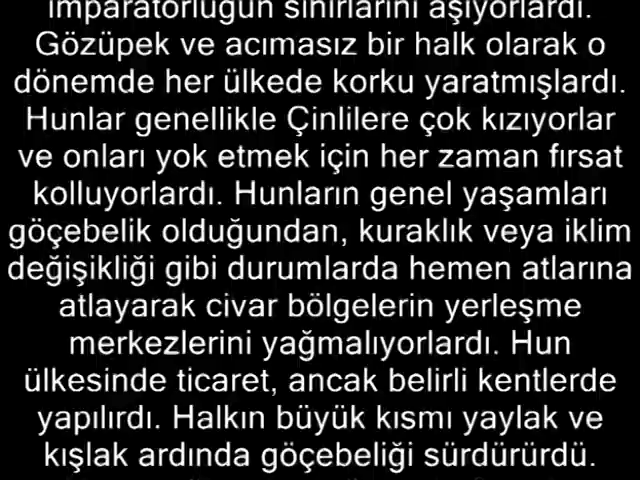 imparatorluğun sınırlarını aşıyorlardı.
Gözüpek ve acımasız bir halk olarak o
dönemde her ülkede korku yaratmışlardı.
Hunlar genellikle Çinlilere çok kızıyorlar
ve onları yok etmek için her zaman fırsat
kolluyorlardı. Hunların genel yaşamları
göçebelik olduğundan, kuraklık veya iklim
değişikliği gibi durumlarda hemen atlarına
atlayarak civar bölgelerin yerleşme
merkezlerini yağmalıyorlardı. Hun
ülkesinde ticaret, ancak belirli kentlerde
yapılırdı. Halkın büyük kısmı yaylak ve
kışlak ardında göçebeliği sürdürürdü.